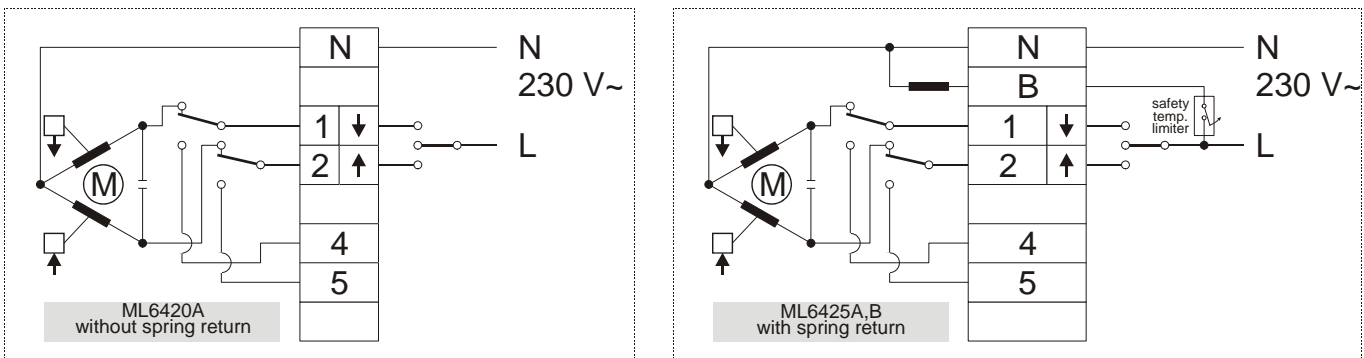 N
N
230 V~
1
2
L
M
4
5
ML6420A
without spring return
N
N
B
230 V~
safety
temp.
limiter
1
2
L
M
4
5
ML6425A,B
with spring return